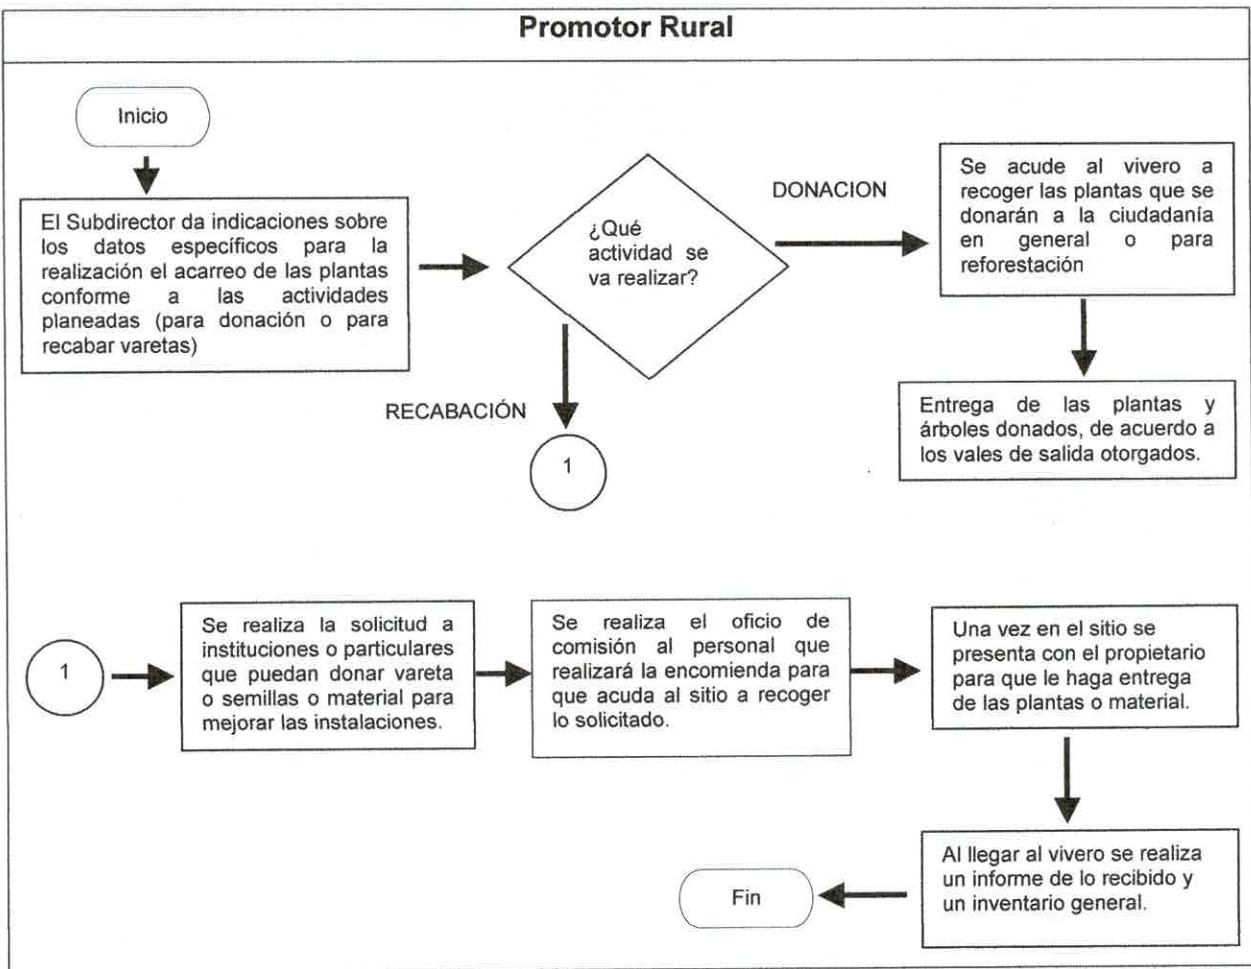 Promotor Rural
Inicio
El Subdirector da indicaciones sobre
los datos específicos para la
realización el acarreo de las plantas
conforme a las actividades
planeadas (para donación o para
recabar varetas)
¿Qué
actividad se
va realizar?
DONACION
Se acude al vivero a
recoger las plantas que se
donarán a la ciudadanía
en general o para
reforestación
Entrega de las plantas y
árboles donados, de acuerdo a
los vales de salida otorgados.
RECABACIÓN
1
1
Se realiza la solicitud a
instituciones o particulares
que puedan donar vareta
o semillas o material para
mejorar las instalaciones.
Se realiza el oficio de
comisión al personal que
realizará la encomienda para
que acuda al sitio a recoger
lo solicitado.
Una vez en el sitio se
presenta con el propietario
para que le haga entrega
de las plantas o material.
Al llegar al vivero se realiza
un informe de lo recibido y
un inventario general.
Fin